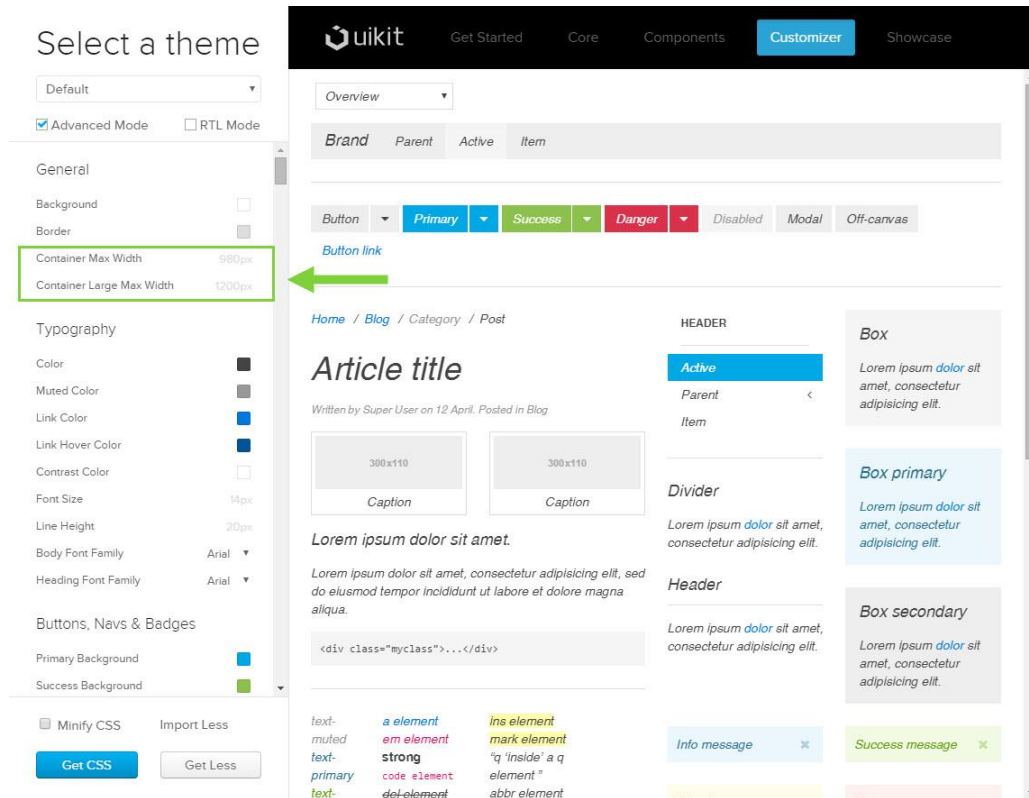 Select a theme
Default
Advanced Mode RTL Mode
General
Background
Border
Container Max Width 980px
Container Large Max Width 1200px
Typography
Color
Muted Color
Link Color
Link Hover Color
Contrast Color
Font Size 14px
Line Height 20px
Body Font Family Arial
Heading Font Family Arial
Buttons, Navs & Badges
Primary Background
Success Background
Minify CSS Import Less
Get CSS Get Less
uikit Get Started Core Components Customizer Showcase
Overview
Brand Parent Active Item
Button Primary Success Danger Disabled Modal Off-canvas
Button link
Home / Blog / Category / Post
Article title
Written by Super User on 12 April. Posted in Blog
300x110 300x110
Caption Caption
Lorem ipsum dolor sit amet.
Lorem ipsum dolor sit amet, consectetur adipisicing elit, sed
do eiusmod tempor incididunt ut labore et dolore magna
aliqua.
<div class="myclass">...</div>
text-
muted
text-
primary
text-
a element
em element
strong
code element
del element
ins element
mark element
"q 'inside' a q
element "
abbr element
HEADER
Active
Parent
Item
Divider
Lorem ipsum dolor sit amet,
consectetur adipisicing elit.
Header
Lorem ipsum dolor sit amet,
consectetur adipisicing elit.
Info message
Box
Lorem ipsum dolor sit
amet, consectetur
adipisicing elit.
Box primary
Lorem ipsum dolor sit
amet, consectetur
adipisicing elit.
Box secondary
Lorem ipsum dolor sit
amet, consectetur
adipisicing elit.
Success message